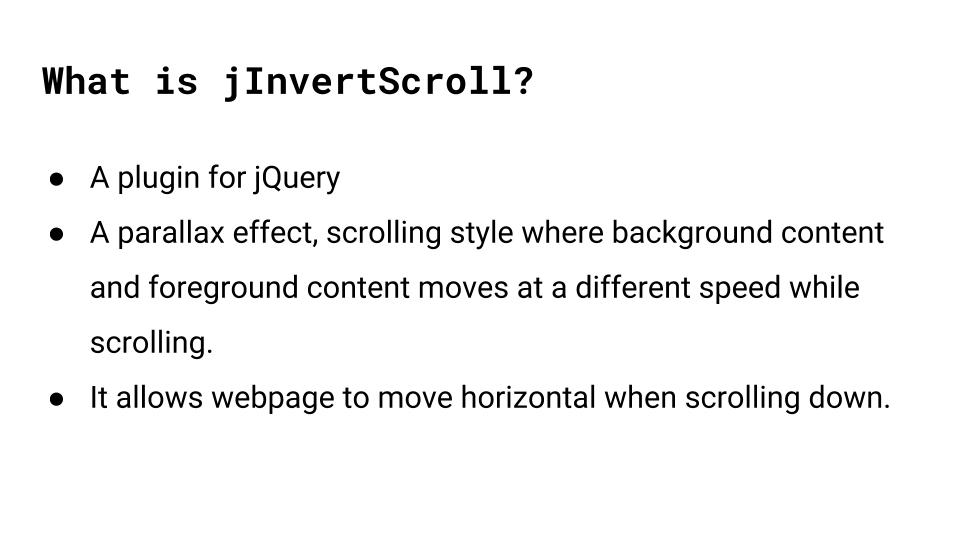 What is jInvertScroll?
● A plugin for jQuery
● A parallax effect, scrolling style where background content
and foreground content moves at a different speed while
scrolling.
● It allows webpage to move horizontal when scrolling down.